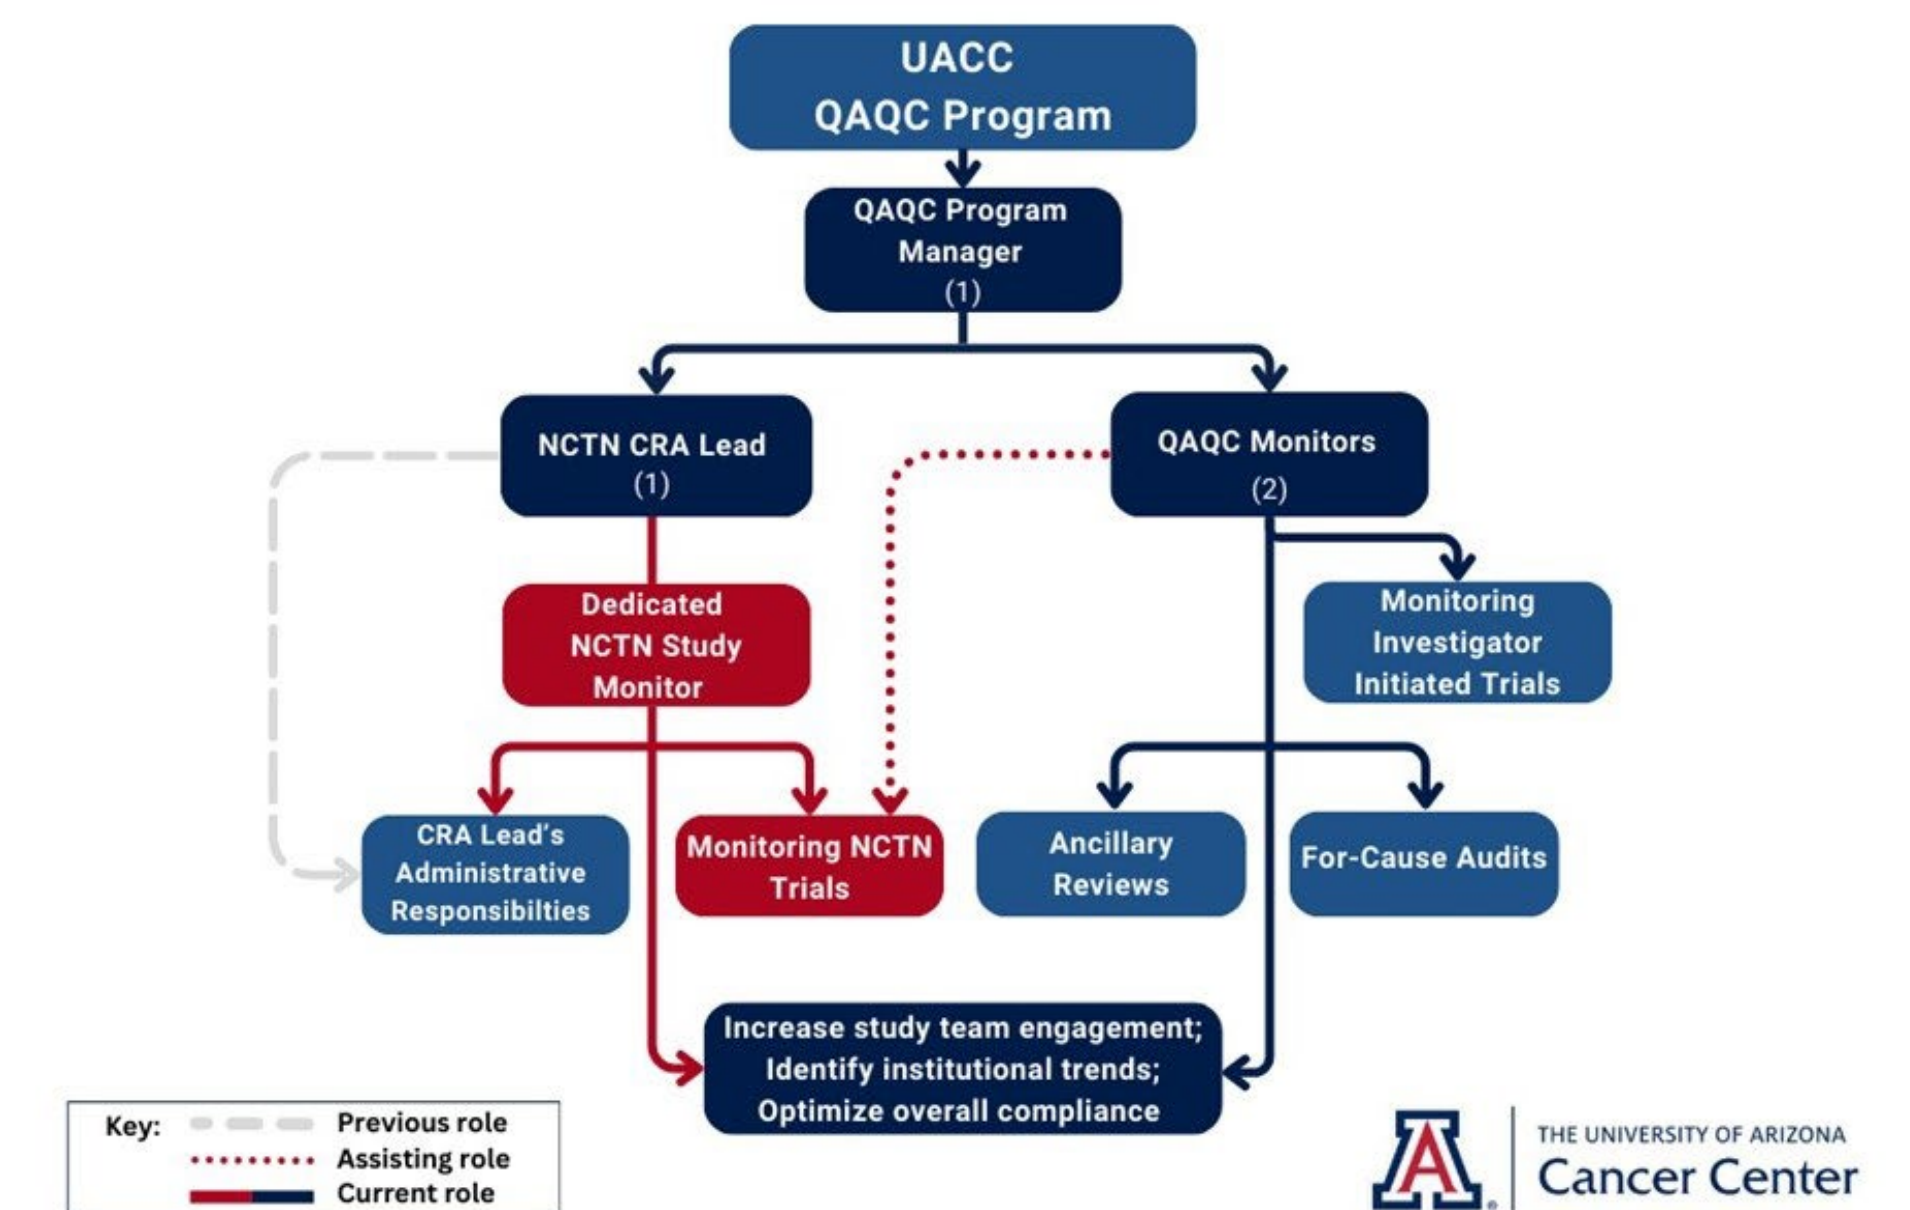 UACC
QAQC Program
QAQC Program
Manager
(1)
NCTN CRA Lead
(1)
QAQC Monitors
(2)
Dedicated
NCTN Study
Monitor
Monitoring
Investigator
Initiated Trials
CRA Lead's
Administrative
Responsibilties
Monitoring NCTN
Trials
Ancillary
Reviews
For-Cause Audits
Increase study team engagement;
Identify institutional trends;
Optimize overall compliance
Key:
Previous role
Assisting role
Current role
A
THE UNIVERSITY OF ARIZONA
Cancer Center